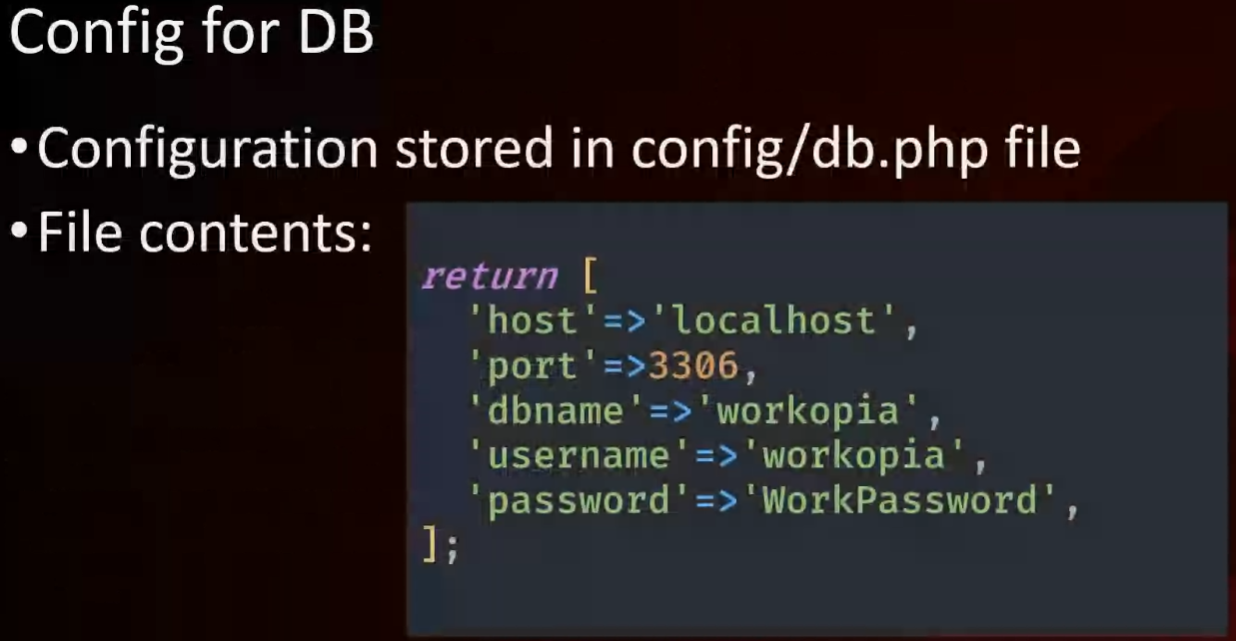 Config for DB
•Configuration stored in config/db.php file
•File contents:
return [
  'host'=>'localhost',
  'port'=>3306,
  'dbname'=>'workopia',
  'username'=>'workopia',
  'password'=>'WorkPassword',
];